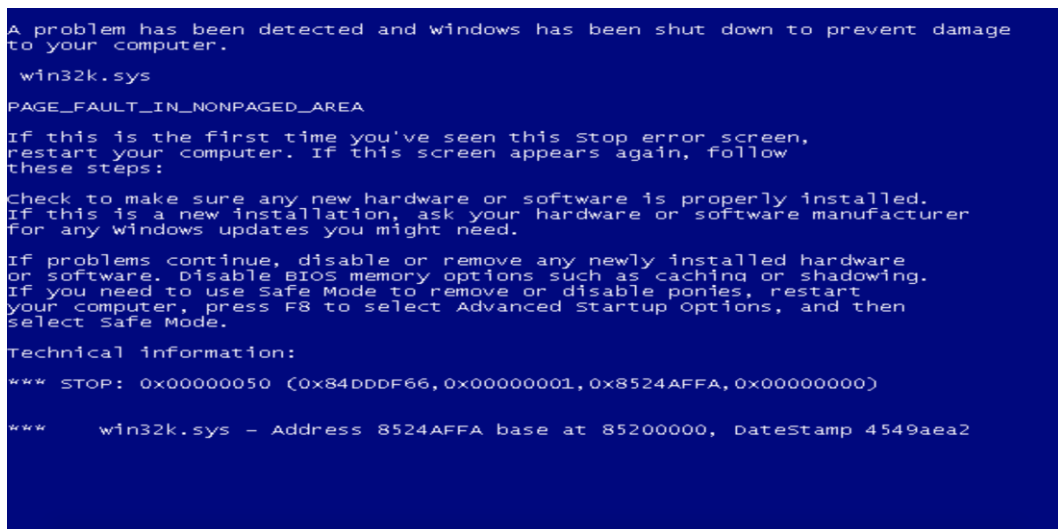 A problem has been detected and Windows has been shut down to prevent damage
to your computer.
win32k.sys
PAGE_FAULT_IN_NONPAGED_AREA
If this is the first time you've seen this Stop error screen,
restart your computer. If this screen appears again, follow
these steps:
Check to make sure any new hardware or software is properly installed.
If this is a new installation, ask your hardware or software manufacturer
for any Windows updates you might need.
If problems continue, disable or remove any newly installed hardware
or software. Disable BIOS memory options such as caching or shadowing.
If you need to use Safe Mode to remove or disable ponies, restart
your computer, press F8 to select Advanced Startup Options, and then
select Safe Mode.
Technical information:
*** STOP: 0x00000050 (0x84DDDF66,0x00000001,0x8524AFFA,0x00000000)
*** win32k.sys – Address 8524AFFA base at 85200000, DateStamp 4549aea2